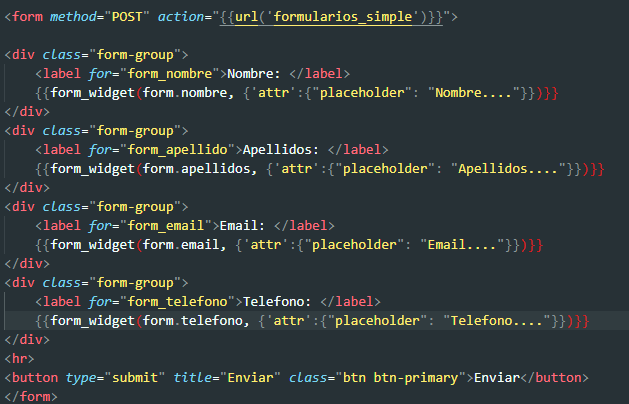 <form method="POST" action="{{url('formularios_simple')}}">
<div class="form-group">
<label for="form_nombre">Nombre: </label>
{{form_widget(form.nombre, {'attr':{"placeholder": "Nombre...."}})}}
</div>
<div class="form-group">
<label for="form_apellido">Apellidos: </label>
{{form_widget(form.apellidos, {'attr':{"placeholder": "Apellidos...."}})}}
</div>
<div class="form-group">
<label for="form_email">Email: </label>
{{form_widget(form.email, {'attr':{"placeholder": "Email...."}})}}
</div>
<div class="form-group">
<label for="form_telefono">Telefono: </label>
{{form_widget(form.telefono, {'attr':{"placeholder": "Telefono...."}})}}
</div>
<hr>
<button type="submit" title="Enviar" class="btn btn-primary">Enviar</button>
</form>